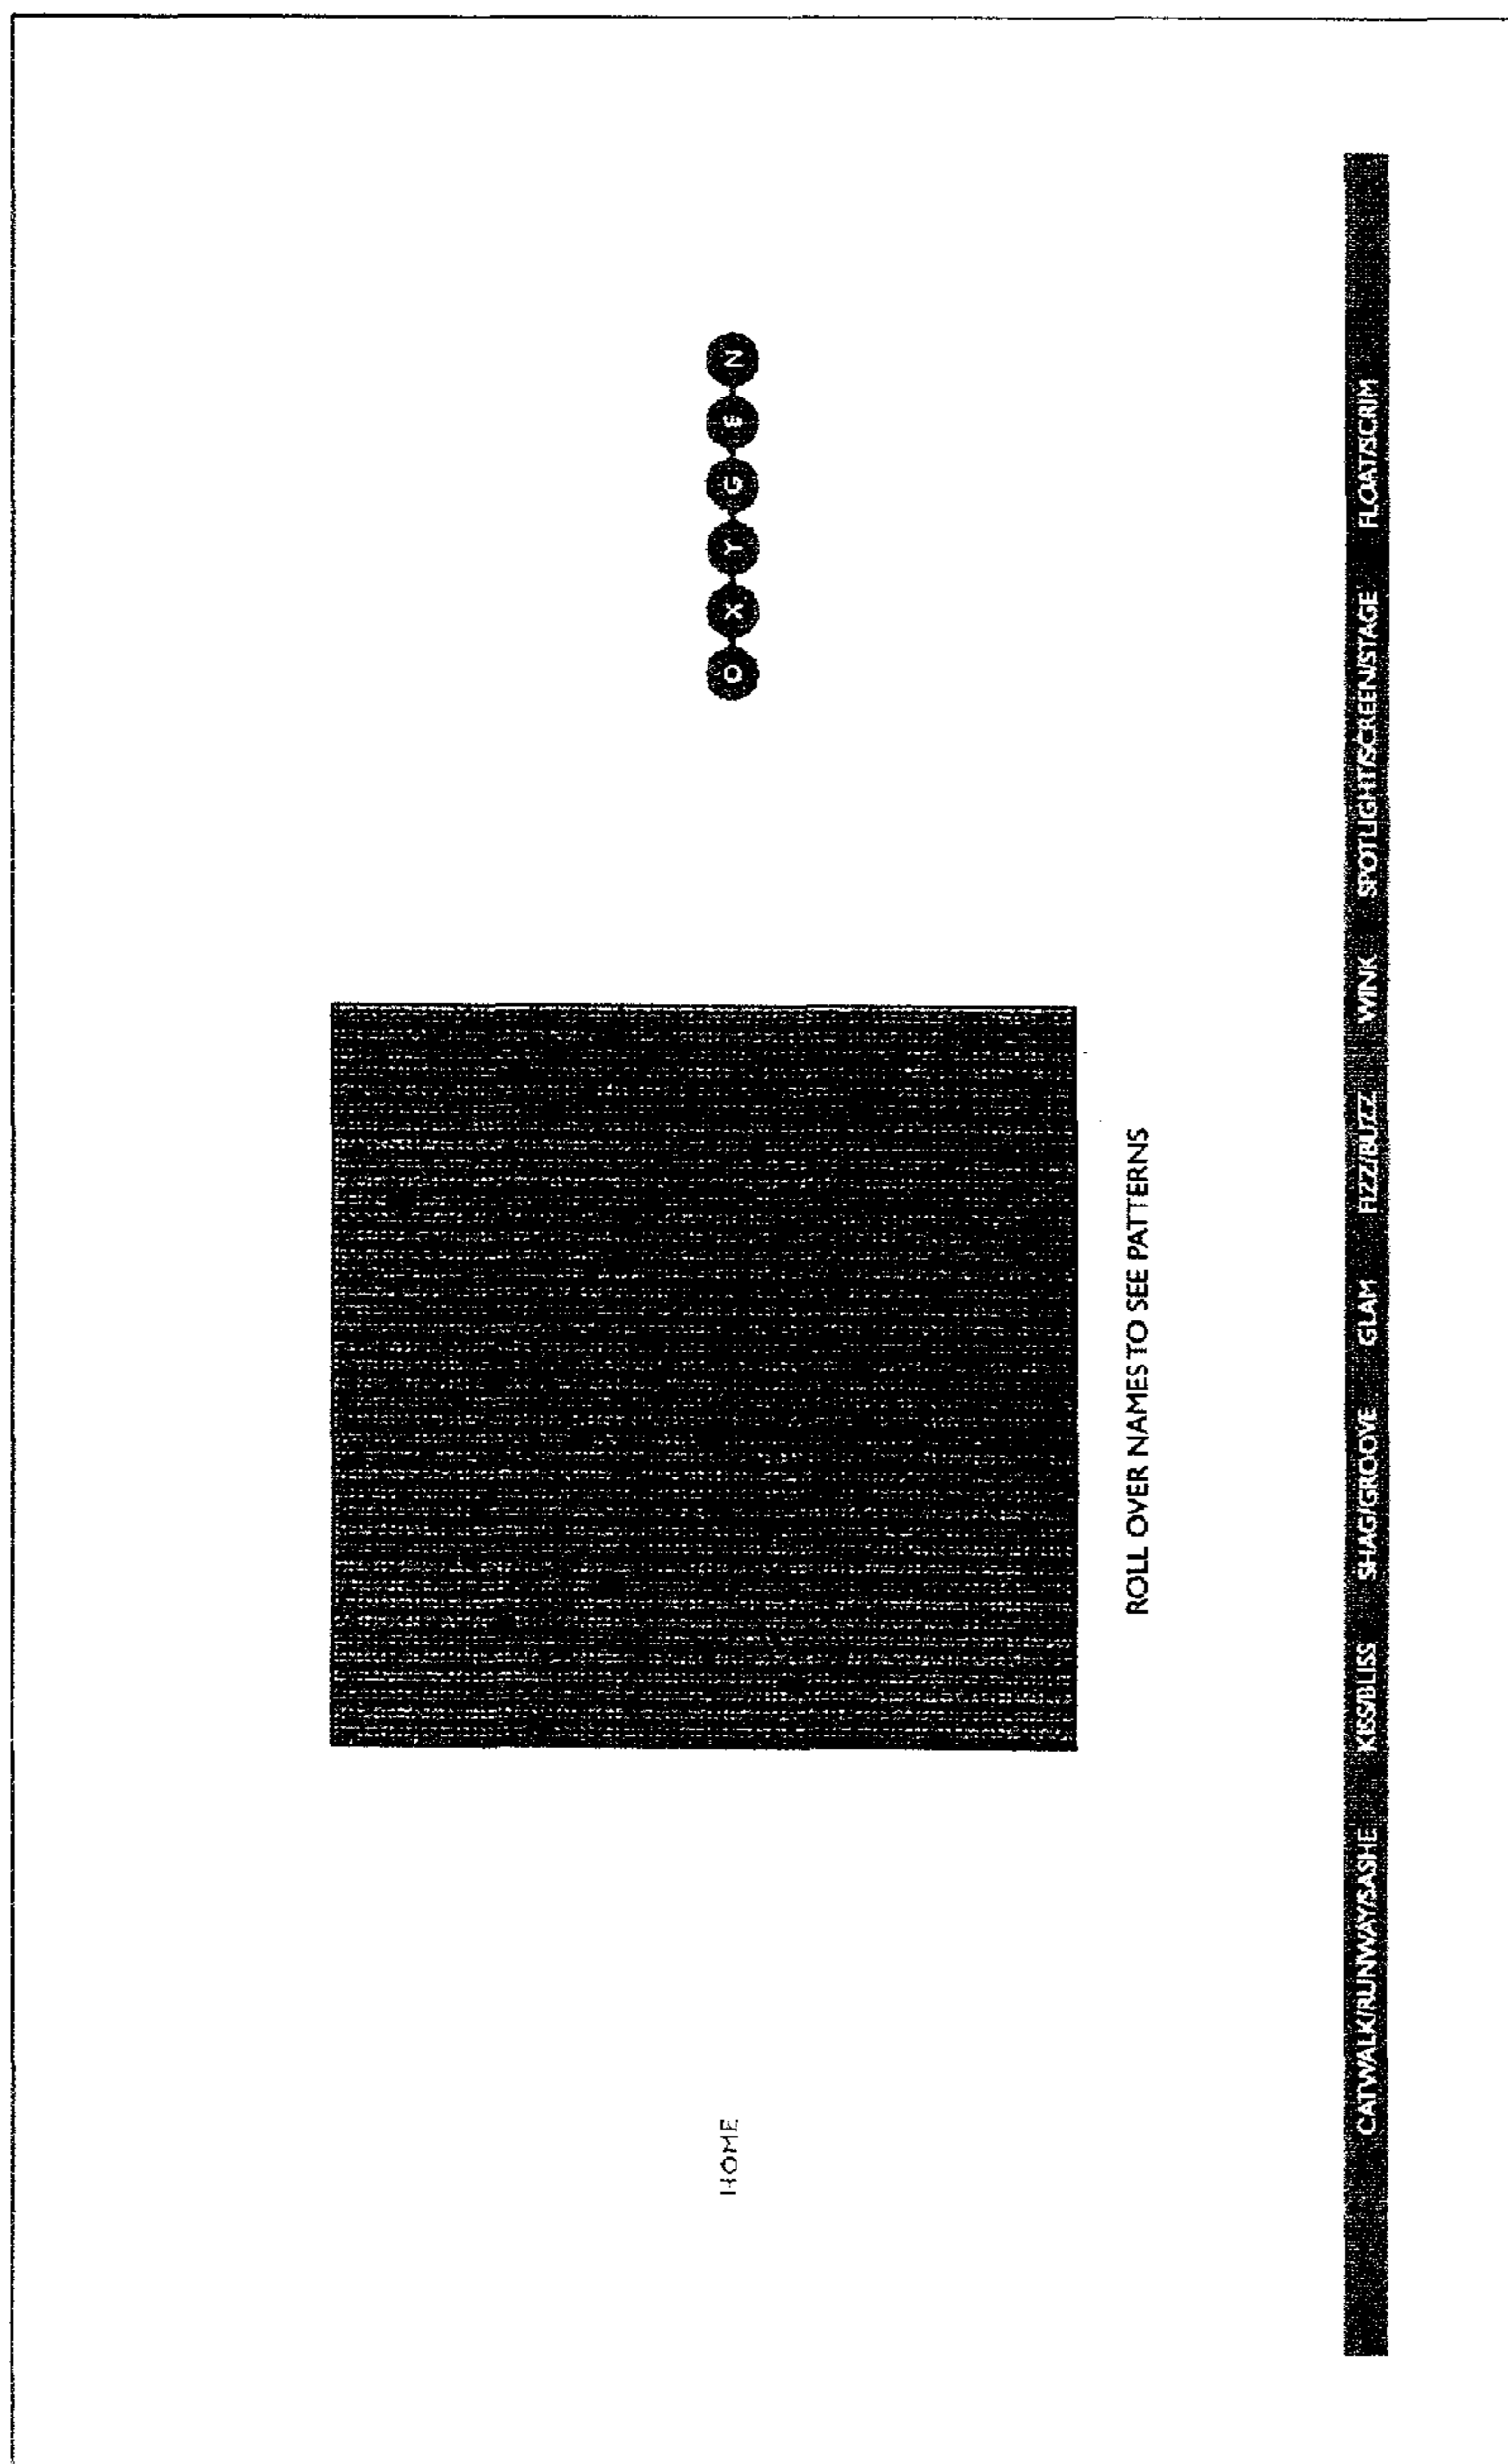 HOME
OXYGEN
ROLL OVER NAMES TO SEE PATTERNS
CATWALK/RUNWAY/SASHE KISS/BLISS SHAG/GROOVE GLAM FIZZ/BUZZ WINK SPOTLIGHT/SCREEN/STAGE FLOAT/SCRIM